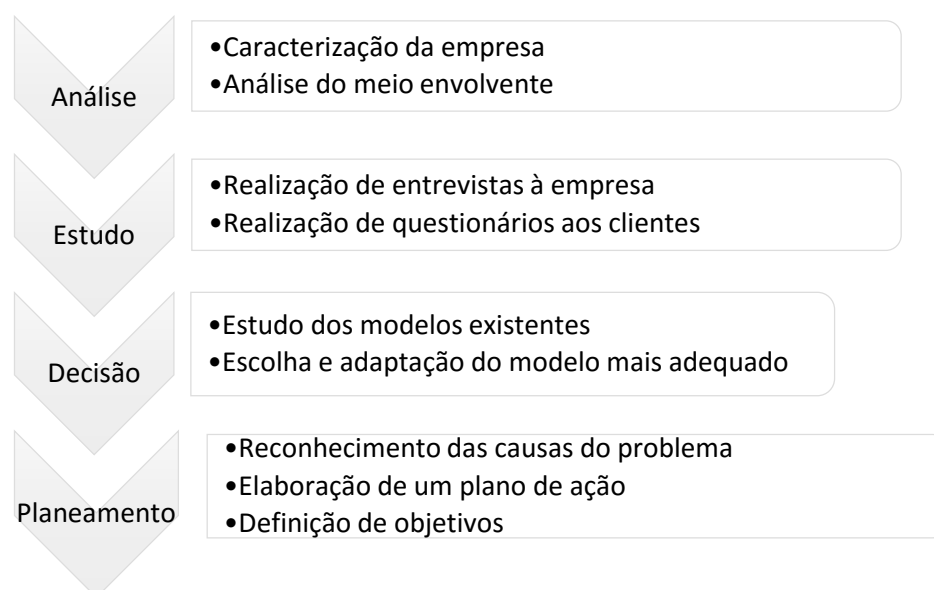 Análise
•Caracterização da empresa
•Análise do meio envolvente
Estudo
•Realização de entrevistas à empresa
•Realização de questionários aos clientes
Decisão
•Estudo dos modelos existentes
•Escolha e adaptação do modelo mais adequado
Planeamento
•Reconhecimento das causas do problema
•Elaboração de um plano de ação
•Definição de objetivos